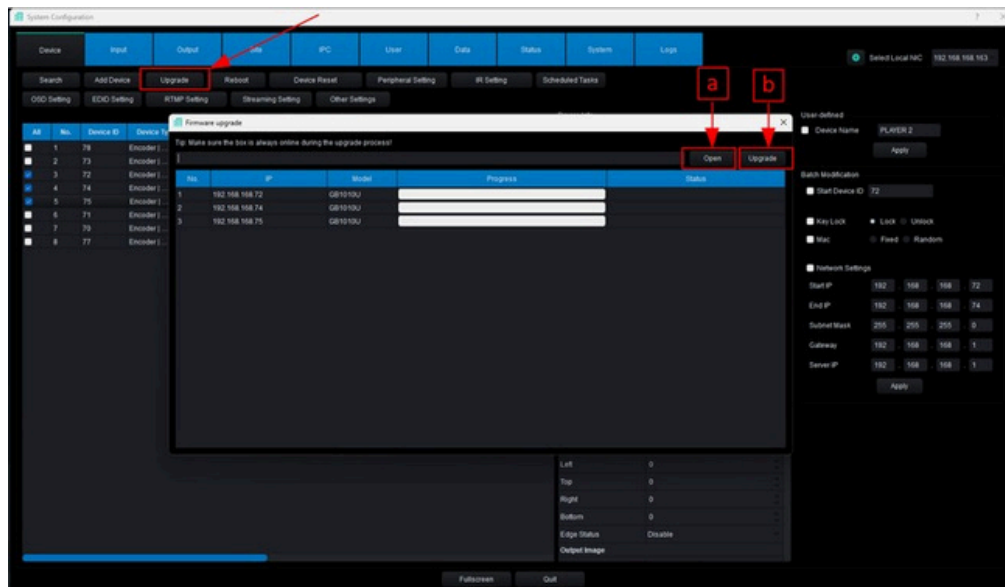 System Configuration
? X
Device Input Output IPC User Data Status System Logs
Select Local NIC 192.168.168.163
Search Add Device Upgrade Reboot Device Reset Peripheral Setting IR Setting Scheduled Tasks
OSD Setting EDID Setting RTMP Setting Streaming Setting Other Settings
a b
All No. Device ID Device Ty
1 78 Encoder |...
2 73 Encoder |...
3 72 Encoder |...
4 74 Encoder |...
5 75 Encoder |...
6 71 Encoder |...
7 70 Encoder |...
8 77 Encoder |...
Firmware upgrade X
Tip: Make sure the box is always online during the upgrade process!
Open Upgrade
No. IP Model Progress Status
1 192.168.168.72 GB1010U
2 192.168.168.74 GB1010U
3 192.168.168.75 GB1010U
Left 0
Top 0
Right 0
Bottom 0
Edge Status Disable
Output Image
User-defined
Device Name PLAYER 2
Apply
Batch Modification
Start Device ID 72
Key Lock Lock Unlock
Mac Fixed Random
Network Settings
Start IP 192 . 168 . 168 . 72
End IP 192 . 168 . 168 . 74
Subnet Mask 255 . 255 . 255 . 0
Gateway 192 . 168 . 168 . 1
Server IP 192 . 168 . 168 . 1
Apply
Fullscreen Quit